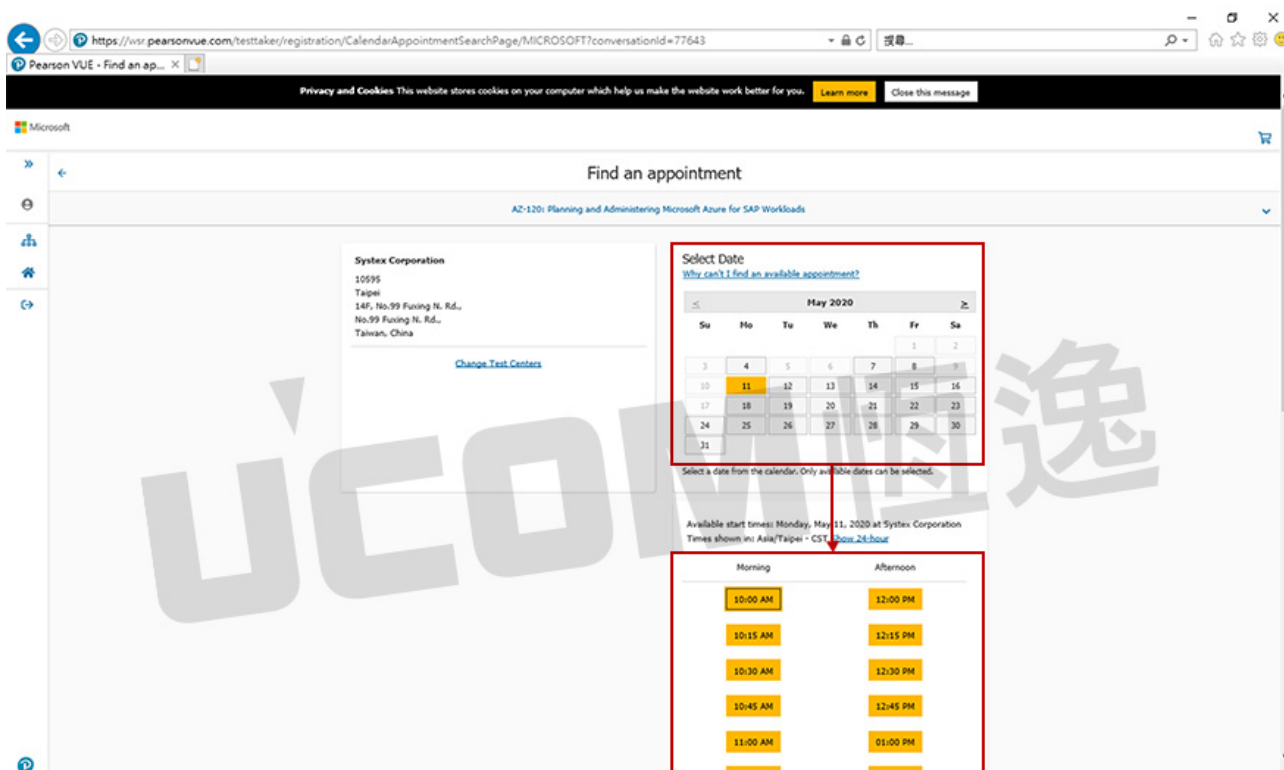 https://wsr.pearsonvue.com/testtaker/registration/CalendarAppointmentSearchPage/MICROSOFT?conversationId=77643
搜尋...
Pearson VUE - Find an ap...
Privacy and Cookies This website stores cookies on your computer which help us make the website work better for you. Learn more Close this message
Microsoft
Find an appointment
AZ-120: Planning and Administering Microsoft Azure for SAP Workloads
Systex Corporation
10595
Taipei
14F, No.99 Fuxing N. Rd.,
No.99 Fuxing N. Rd.,
Taiwan, China
Change Test Centers
Select Date
Why can't I find an available appointment?
< May 2020 >
Su Mo Tu We Th Fr Sa
1 2
3 4 5 6 7 8 9
10 11 12 13 14 15 16
17 18 19 20 21 22 23
24 25 26 27 28 29 30
31
Select a date from the calendar. Only available dates can be selected.
Available start times: Monday, May 11, 2020 at Systex Corporation
Times shown in: Asia/Taipei - CST Show 24-hour
Morning Afternoon
10:00 AM 12:00 PM
10:15 AM 12:15 PM
10:30 AM 12:30 PM
10:45 AM 12:45 PM
11:00 AM 01:00 PM
UCOM恆逸